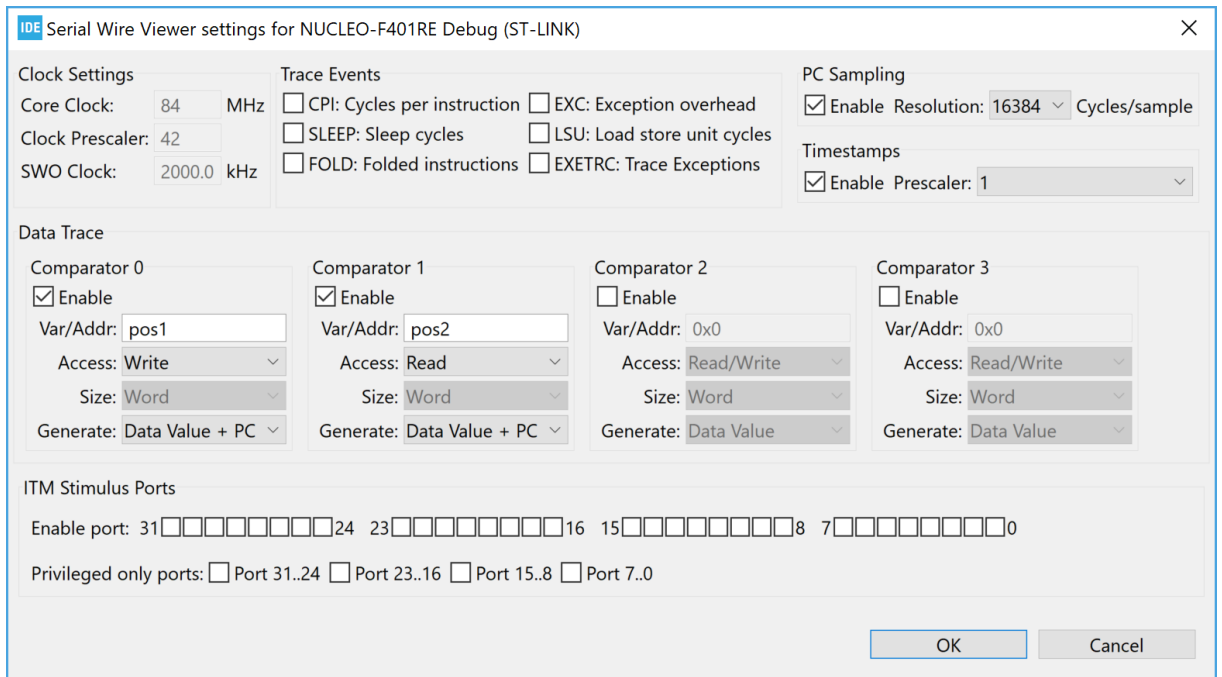 IDE Serial Wire Viewer settings for NUCLEO-F401RE Debug (ST-LINK)
Clock Settings
Core Clock: 84 MHz
Clock Prescaler: 42
SWO Clock: 2000.0 kHz
Trace Events
CPI: Cycles per instruction EXC: Exception overhead
SLEEP: Sleep cycles LSU: Load store unit cycles
FOLD: Folded instructions EXETRC: Trace Exceptions
PC Sampling
Enable Resolution: 16384 Cycles/sample
Timestamps
Enable Prescaler: 1
Data Trace
Comparator 0
Enable
Var/Addr: pos1
Access: Write
Size: Word
Generate: Data Value + PC
Comparator 1
Enable
Var/Addr: pos2
Access: Read
Size: Word
Generate: Data Value + PC
Comparator 2
Enable
Var/Addr: 0x0
Access: Read/Write
Size: Word
Generate: Data Value
Comparator 3
Enable
Var/Addr: 0x0
Access: Read/Write
Size: Word
Generate: Data Value
ITM Stimulus Ports
Enable port: 31 24 23 16 15 8 7 0
Privileged only ports: Port 31..24 Port 23..16 Port 15..8 Port 7..0
OK Cancel